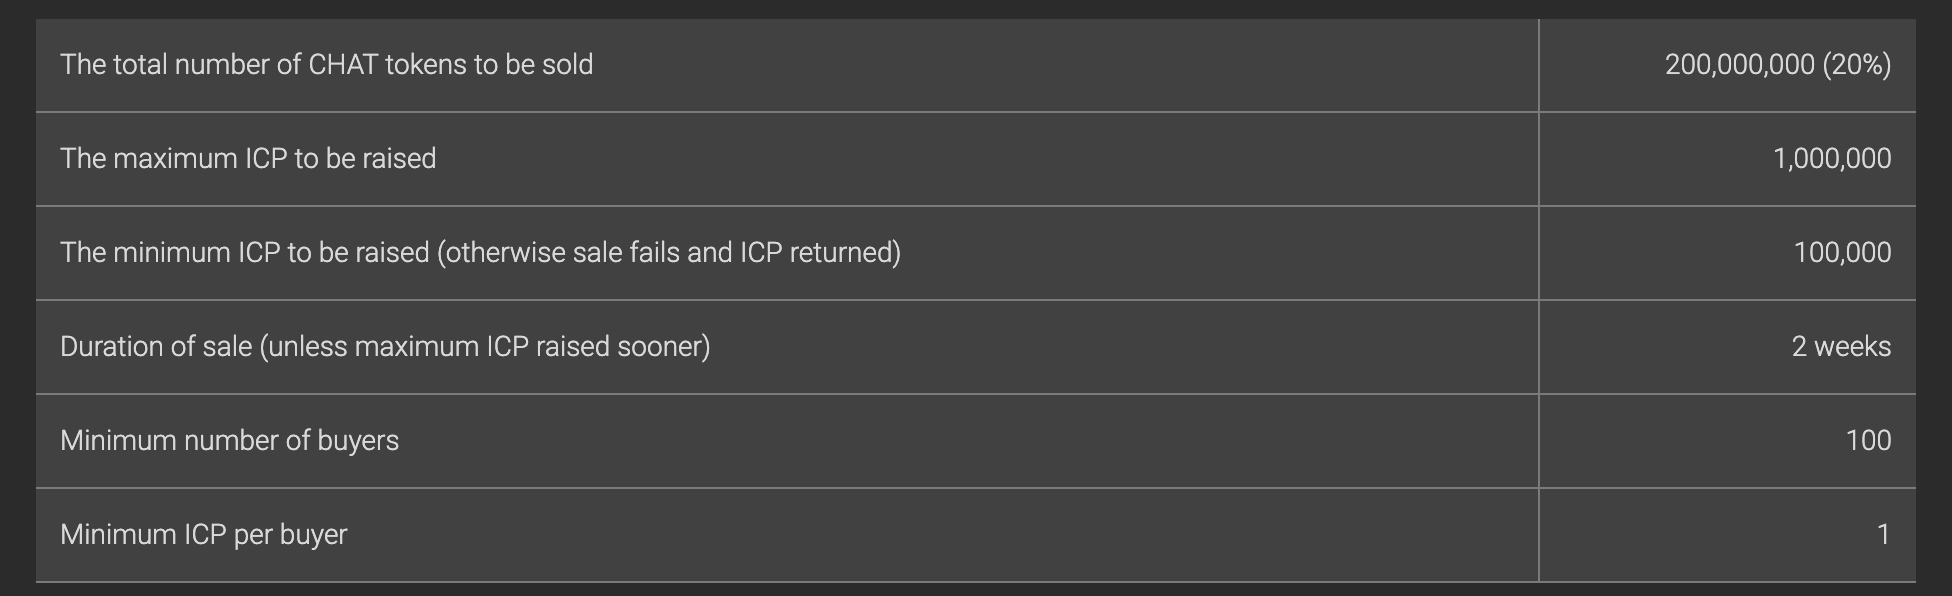 The total number of CHAT tokens to be sold 200,000,000 (20%)
The maximum ICP to be raised 1,000,000
The minimum ICP to be raised (otherwise sale fails and ICP returned) 100,000
Duration of sale (unless maximum ICP raised sooner) 2 weeks
Minimum number of buyers 100
Minimum ICP per buyer 1